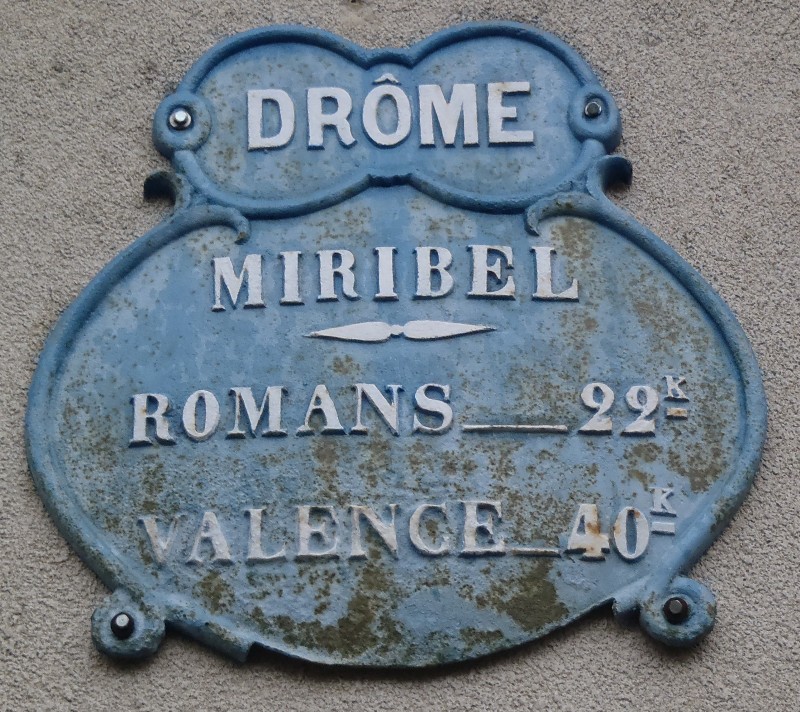 DRÔME
MIRIBEL
ROMANS 22K
VALENCE 40K